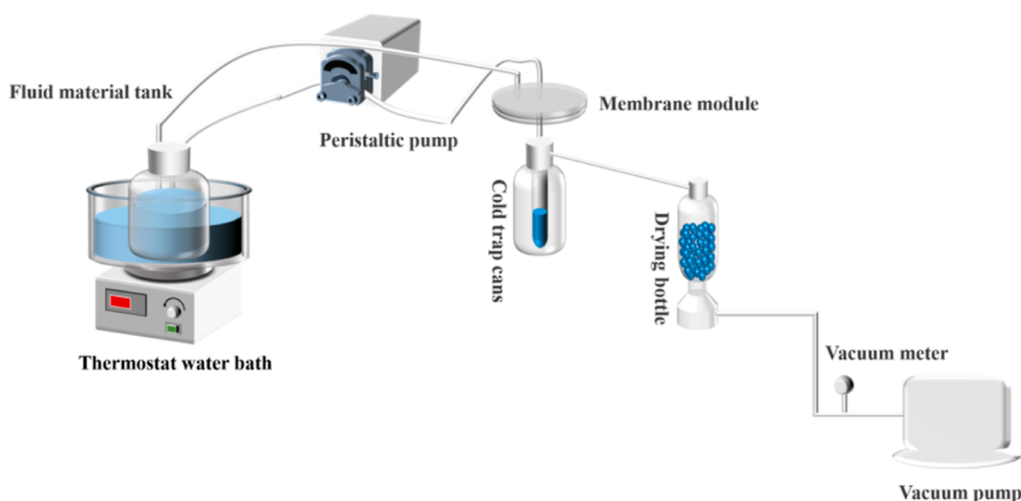 Fluid material tank
Peristaltic pump
Membrane module
Cold trap cans
Drying bottle
Thermostat water bath
Vacuum meter
Vacuum pump